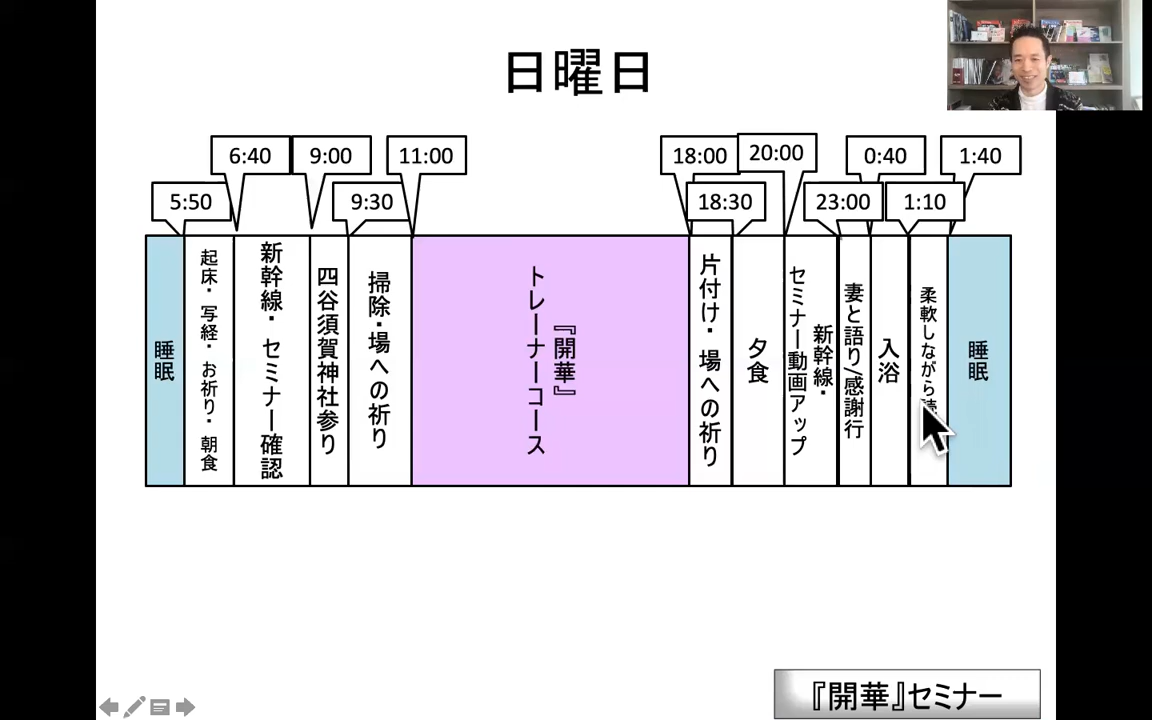 日曜日
6:40
9:00
11:00
18:00
20:00
0:40
1:40
5:50
9:30
18:30
23:00
1:10
睡眠
起床・写経・お祈り・朝食
新幹線・セミナー確認
四谷須賀神社参り
掃除・場への祈り
『開華』
トレーナーコース
片付け・場への祈り
夕食
新幹線・
セミナー動画アップ
妻と語り/感謝行
入浴
柔軟しながら
睡眠
『開華』セミナー